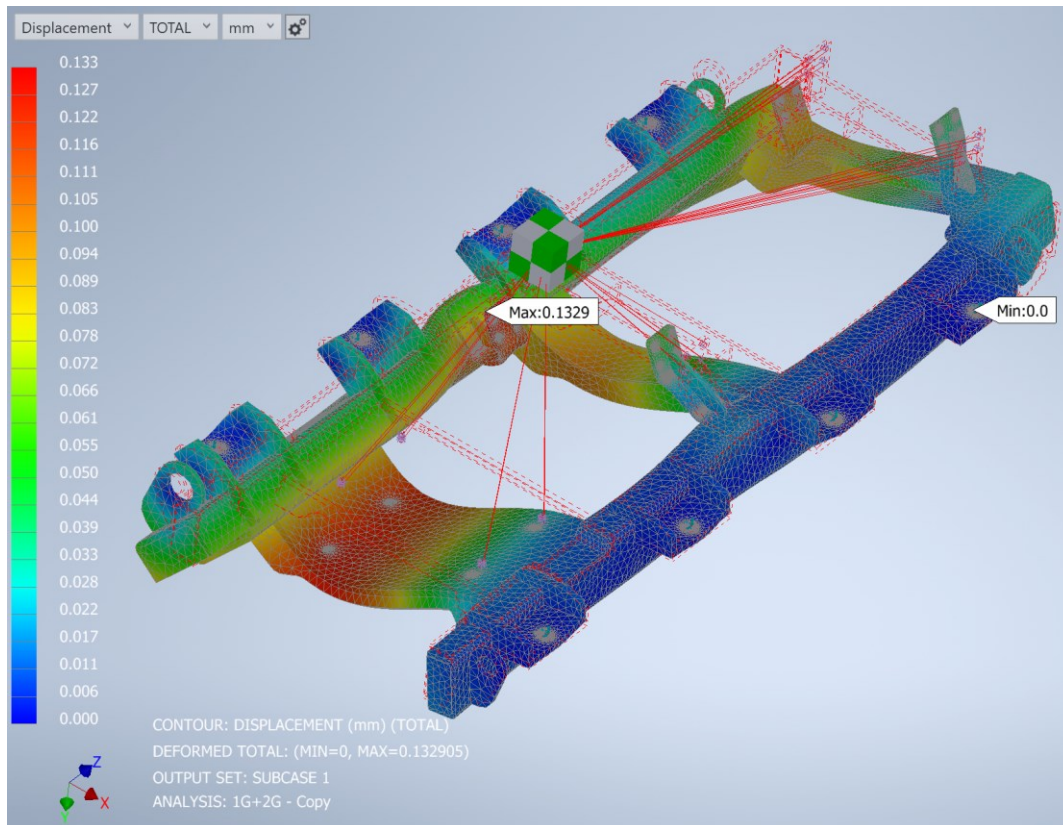 Displacement TOTAL mm
0.133
0.127
0.122
0.116
0.111
0.105
0.100
0.094
0.089
0.083
0.078
0.072
0.066
0.061
0.055
0.050
0.044
0.039
0.033
0.028
0.022
0.017
0.011
0.006
0.000
Max:0.1329
Min:0.0
CONTOUR: DISPLACEMENT (mm) (TOTAL)
DEFORMED TOTAL: (MIN=0, MAX=0.132905)
OUTPUT SET: SUBCASE 1
ANALYSIS: 1G+2G - Copy
Z
X
Y